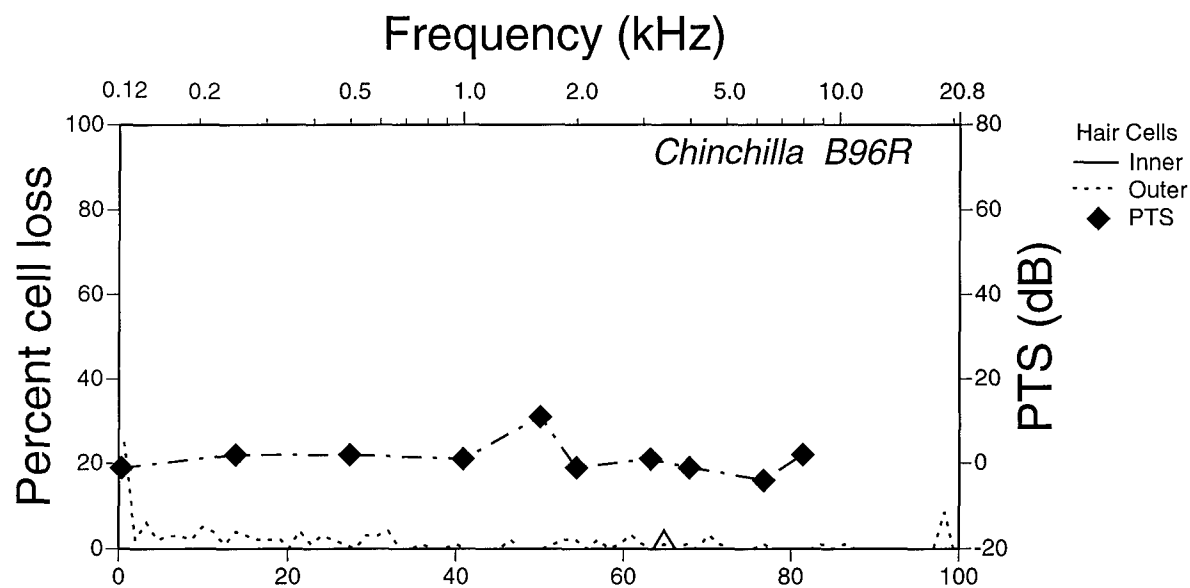 Frequency (kHz)
0.12 0.2 0.5 1.0 2.0 5.0 10.0 20.8
Chinchilla B96R
Percent cell loss
100
80
60
40
20
0
80
60
40
20
0
-20
PTS (dB)
Hair Cells
Inner
Outer
PTS
0 20 40 60 80 100